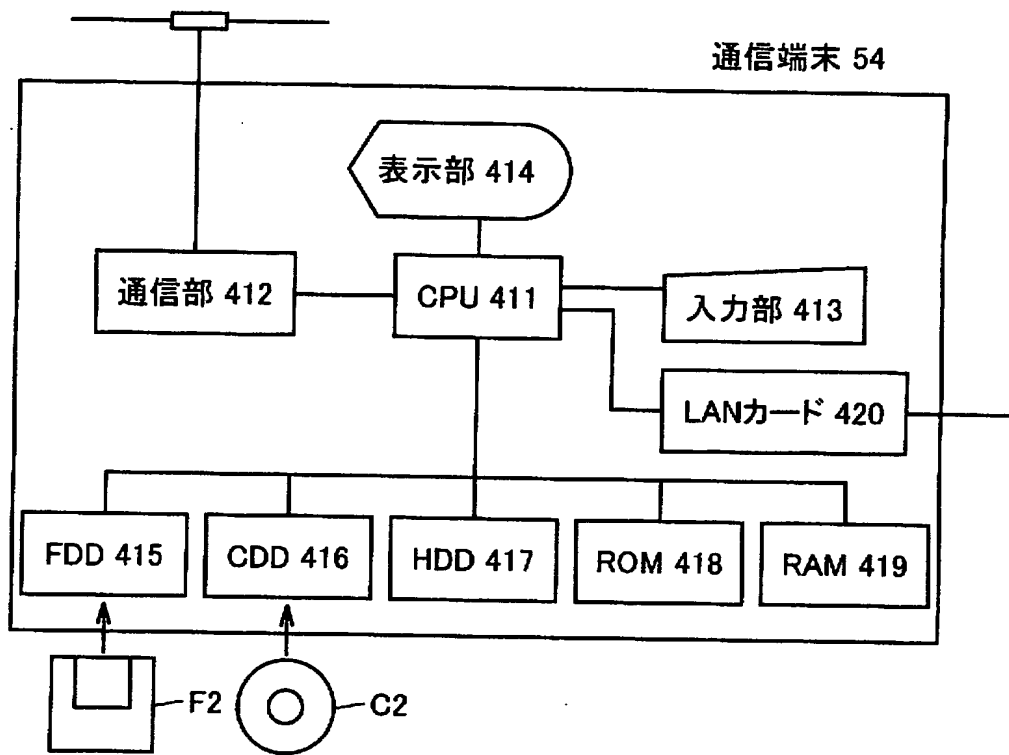 通信端末 54
表示部 414
通信部 412
CPU 411
入力部 413
LANカード 420
FDD 415
CDD 416
HDD 417
ROM 418
RAM 419
F2
C2